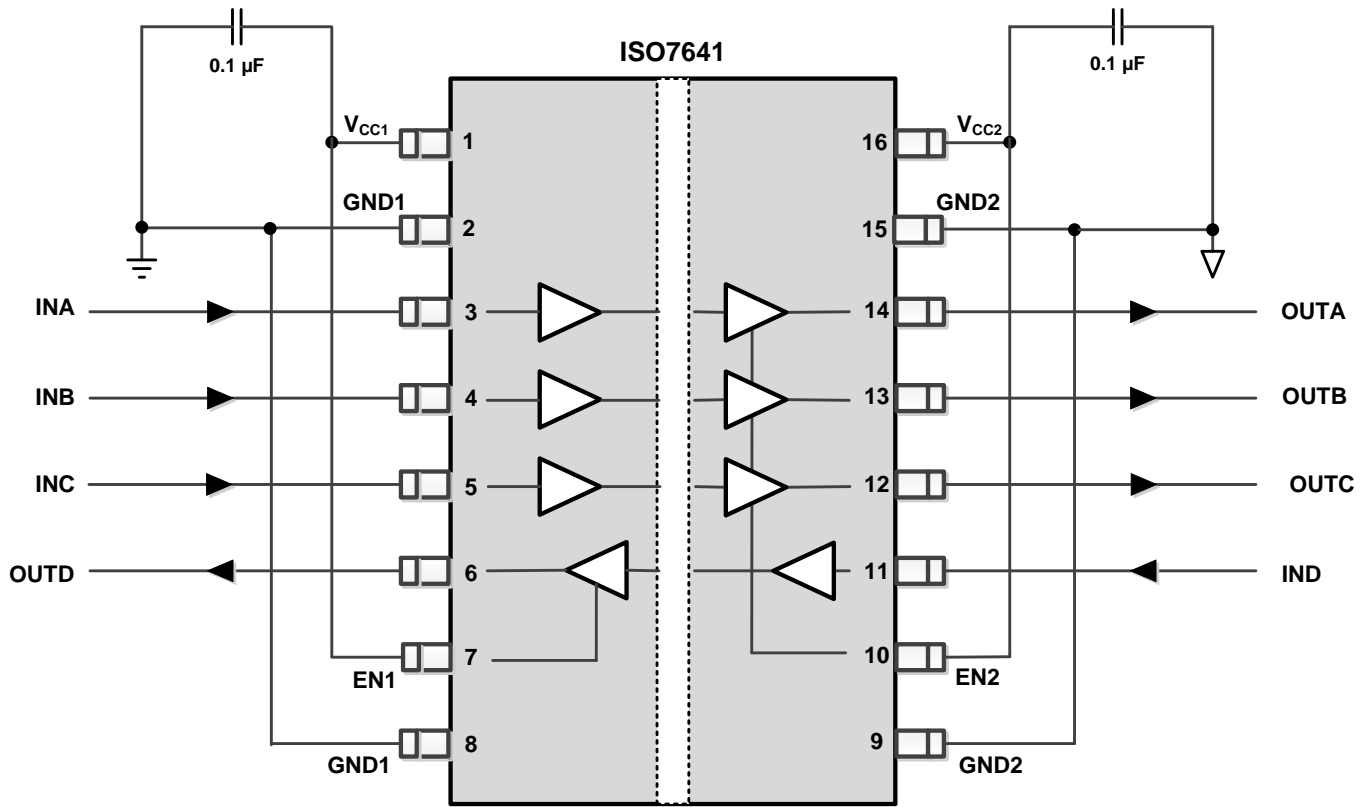 ISO7641
0.1 µF
0.1 µF
VCC1
1
16
VCC2
GND1
2
15
GND2
INA
3
14
OUTA
INB
4
13
OUTB
INC
5
12
OUTC
OUTD
6
11
IND
EN1
7
10
EN2
GND1
8
9
GND2